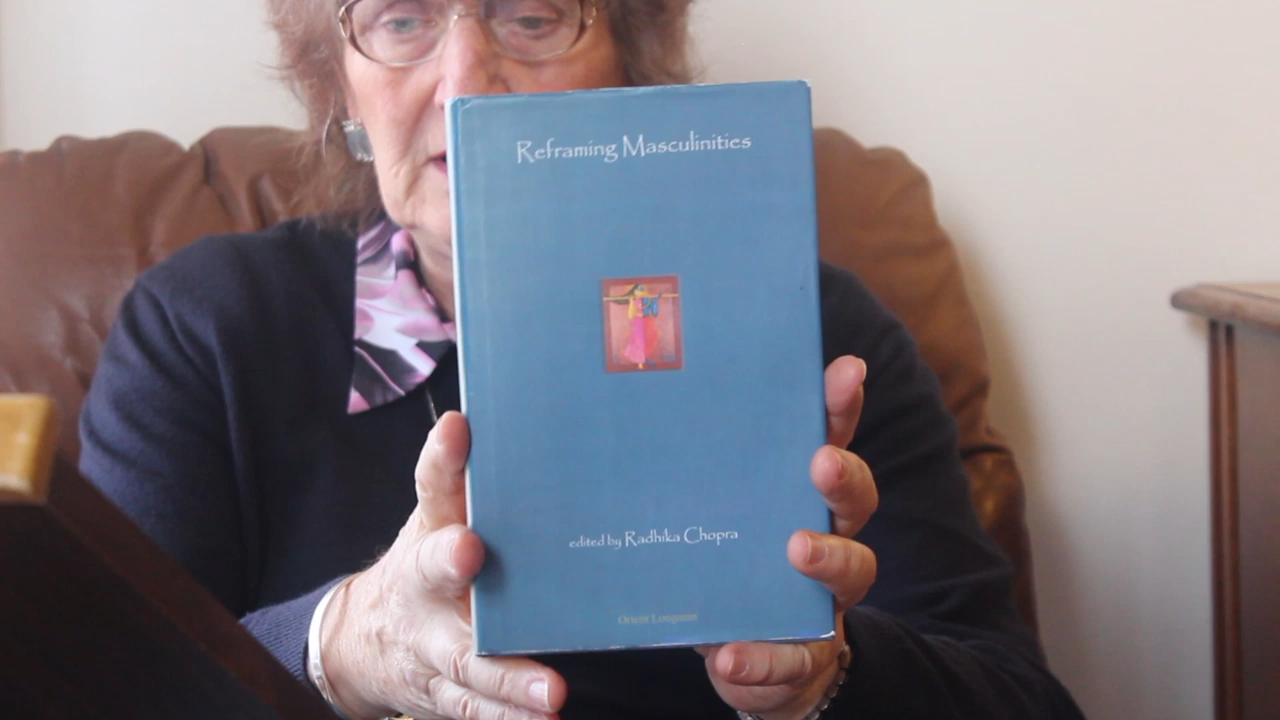 Reframing Masculinities
edited by Radhika Chopra
Orient Longman